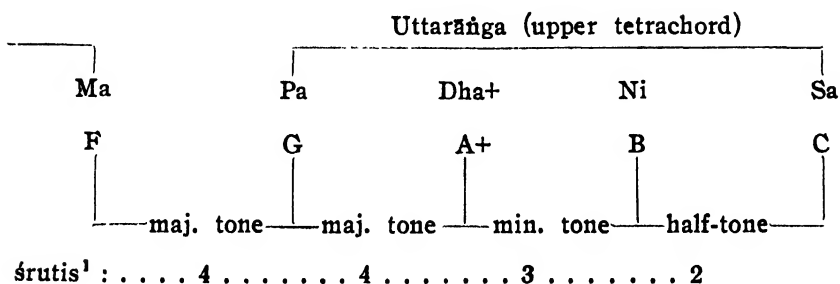 Uttarāṅga (upper tetrachord)
Ma Pa Dha+ Ni Sa
F G A+ B C
maj. tone maj. tone min. tone half-tone
śrutis¹ : . . . . 4 . . . . . . . 4 . . . . . . . 3 . . . . . . . 2